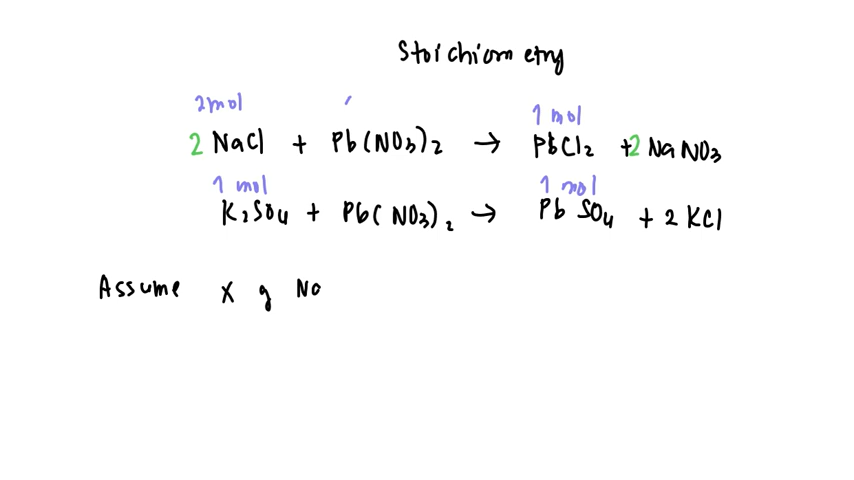 Stoichiometry
2mol
1 mol
2 NaCl + Pb(NO3)2 → PbCl2 + 2 NaNO3
1 mol 1 mol
K2SO4 + Pb(NO3)2 → PbSO4 + 2 KCl
Assume X g Na